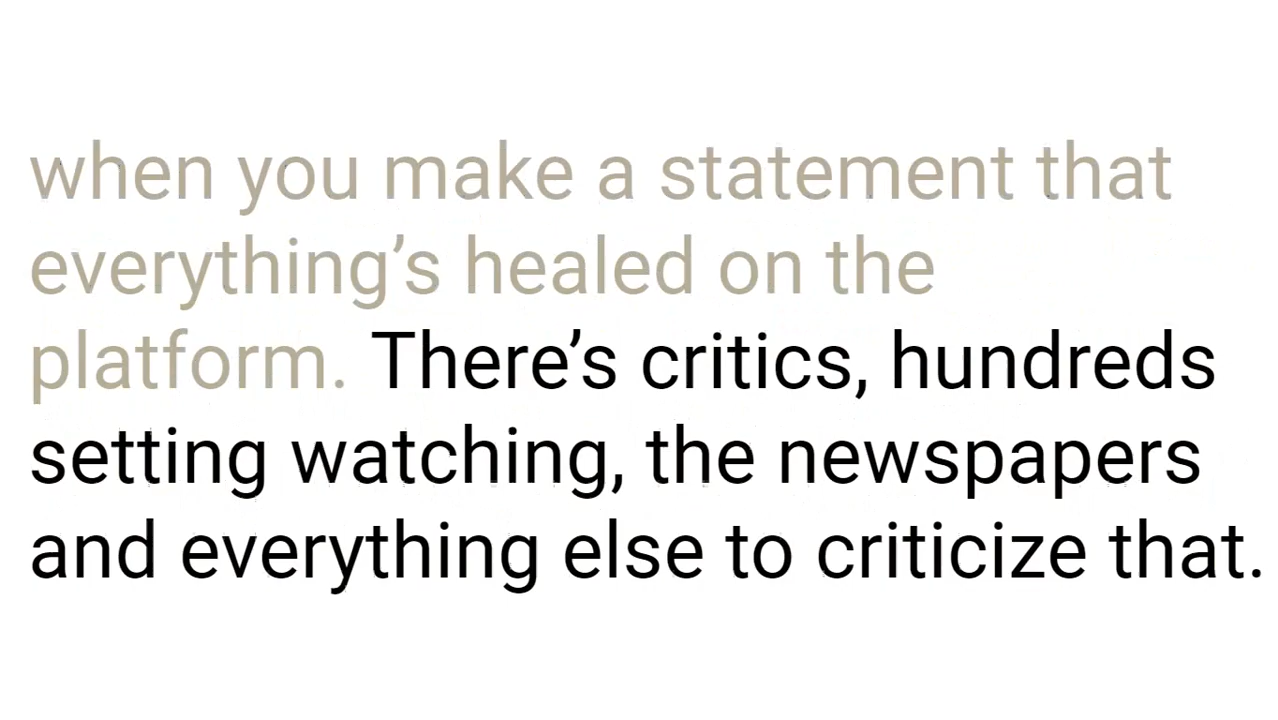 when you make a statement that
everything’s healed on the
platform. There’s critics, hundreds
setting watching, the newspapers
and everything else to criticize that.